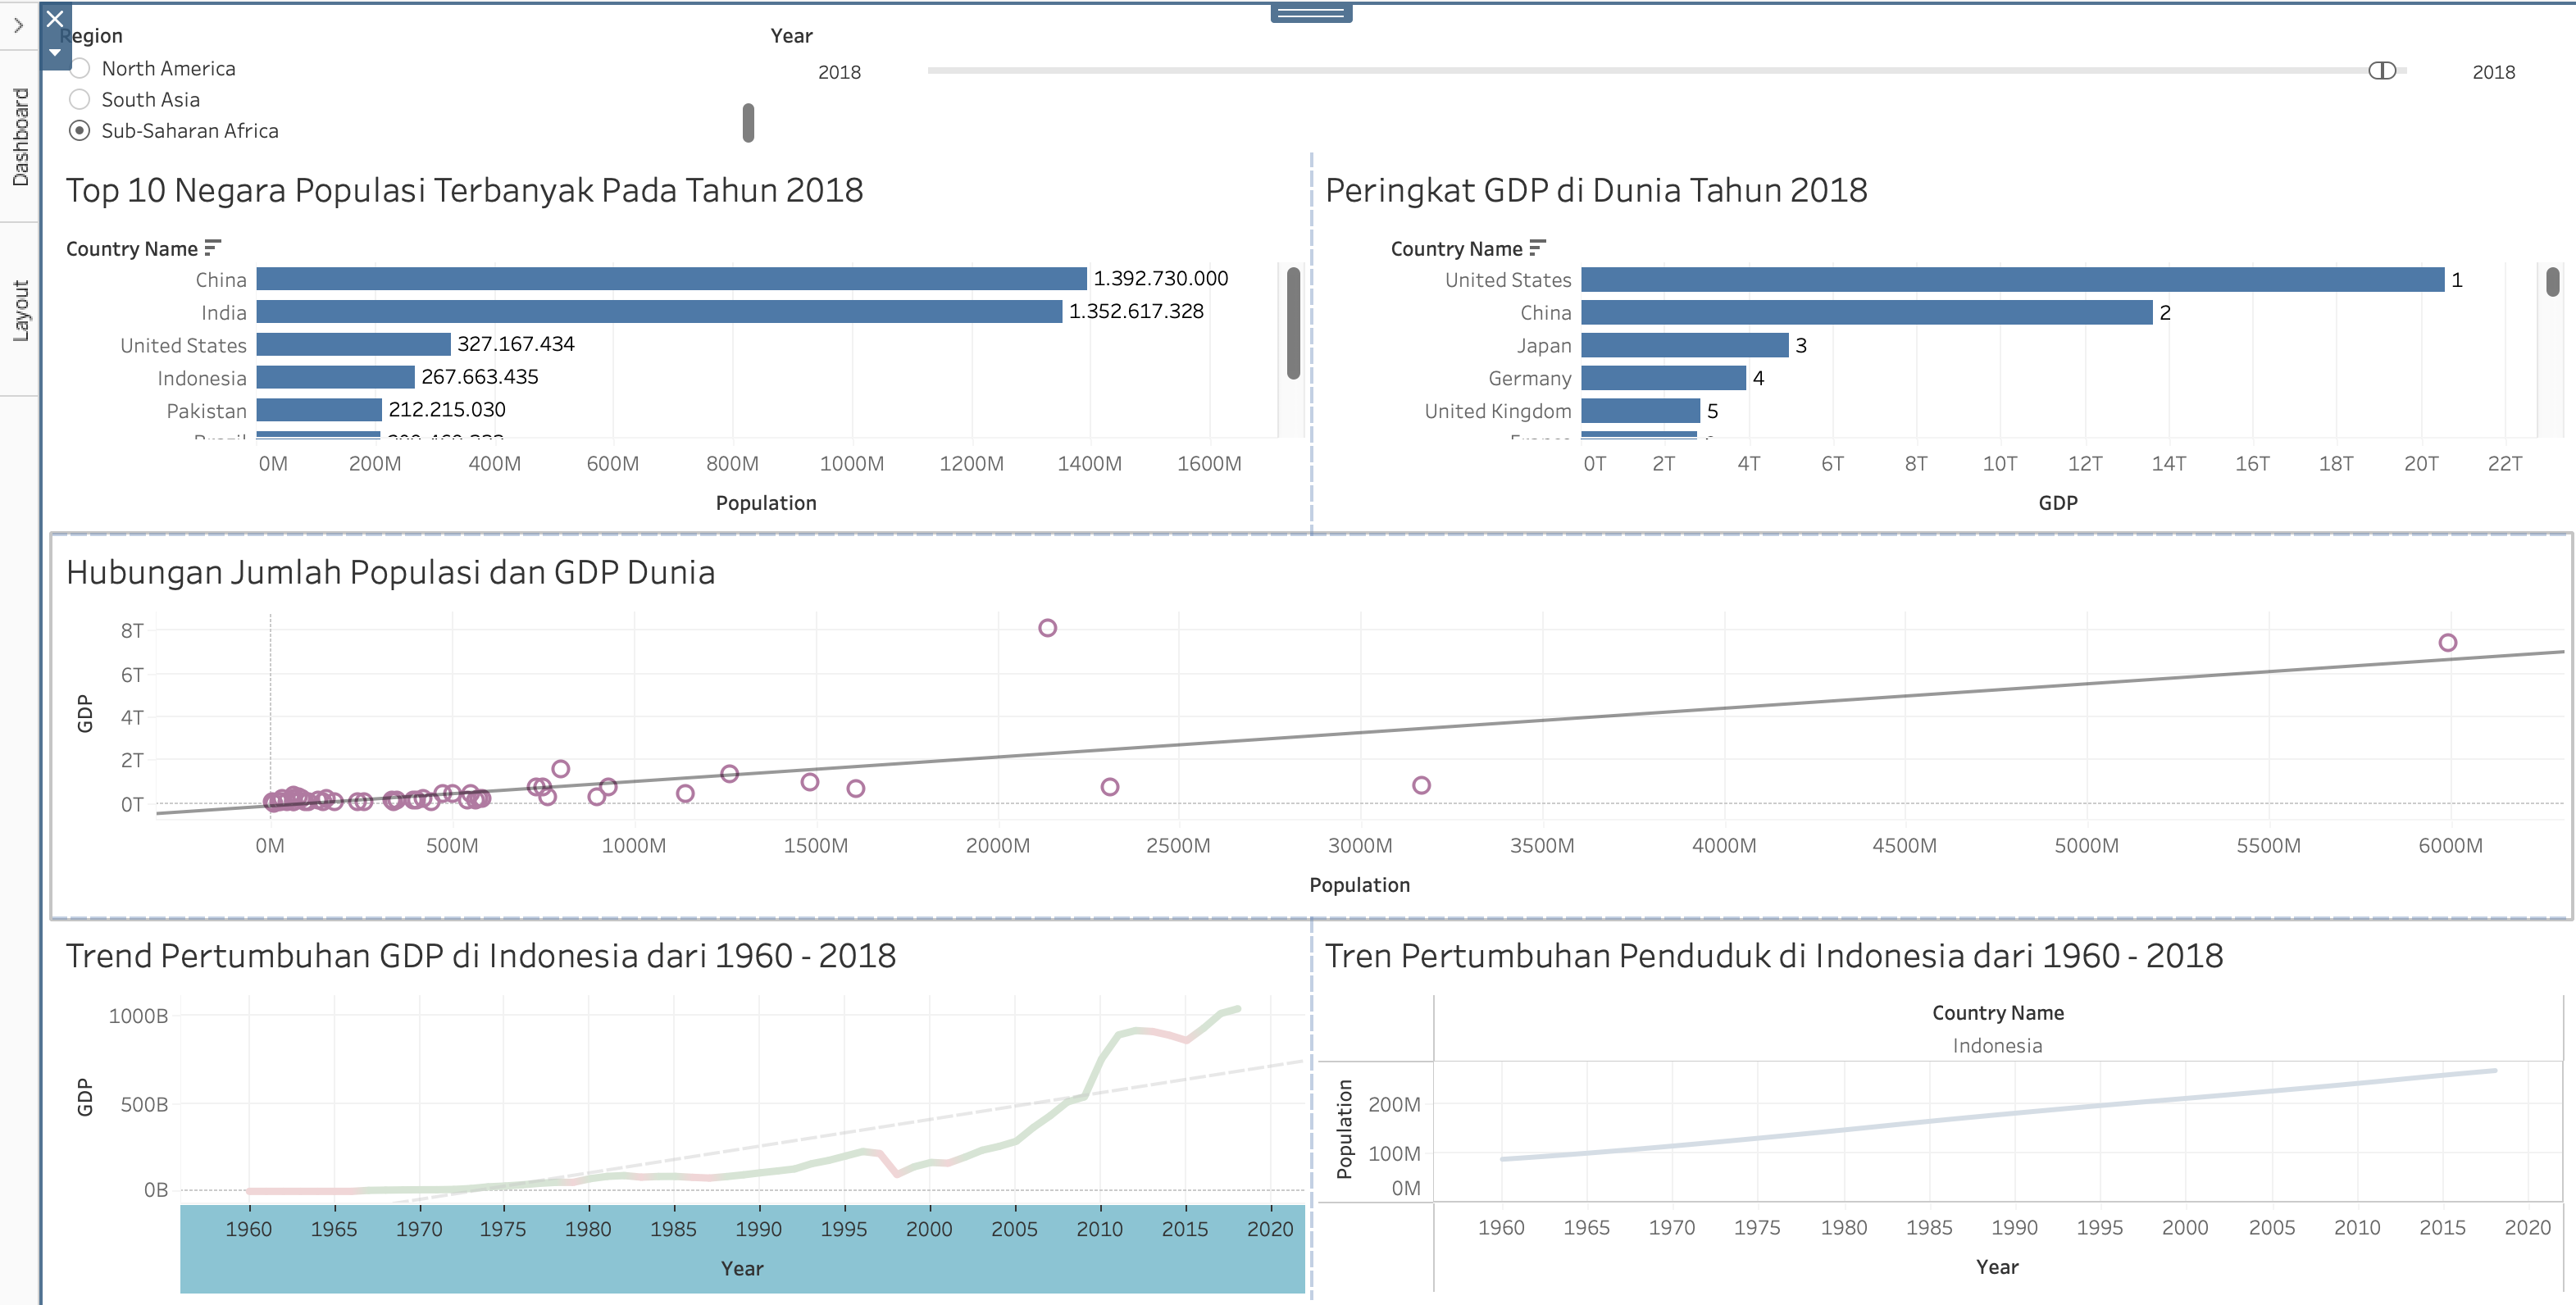 Dashboard
Layout
Region
North America
South Asia
Sub-Saharan Africa
Year
2018
2018
Top 10 Negara Populasi Terbanyak Pada Tahun 2018
Country Name
China 1.392.730.000
India 1.352.617.328
United States 327.167.434
Indonesia 267.663.435
Pakistan 212.215.030
0M 200M 400M 600M 800M 1000M 1200M 1400M 1600M
Population
Peringkat GDP di Dunia Tahun 2018
Country Name
United States 1
China 2
Japan 3
Germany 4
United Kingdom 5
0T 2T 4T 6T 8T 10T 12T 14T 16T 18T 20T 22T
GDP
Hubungan Jumlah Populasi dan GDP Dunia
GDP
8T
6T
4T
2T
0T
0M 500M 1000M 1500M 2000M 2500M 3000M 3500M 4000M 4500M 5000M 5500M 6000M
Population
Trend Pertumbuhan GDP di Indonesia dari 1960 - 2018
GDP
1000B
500B
0B
1960 1965 1970 1975 1980 1985 1990 1995 2000 2005 2010 2015 2020
Year
Tren Pertumbuhan Penduduk di Indonesia dari 1960 - 2018
Country Name
Indonesia
Population
200M
100M
0M
1960 1965 1970 1975 1980 1985 1990 1995 2000 2005 2010 2015 2020
Year